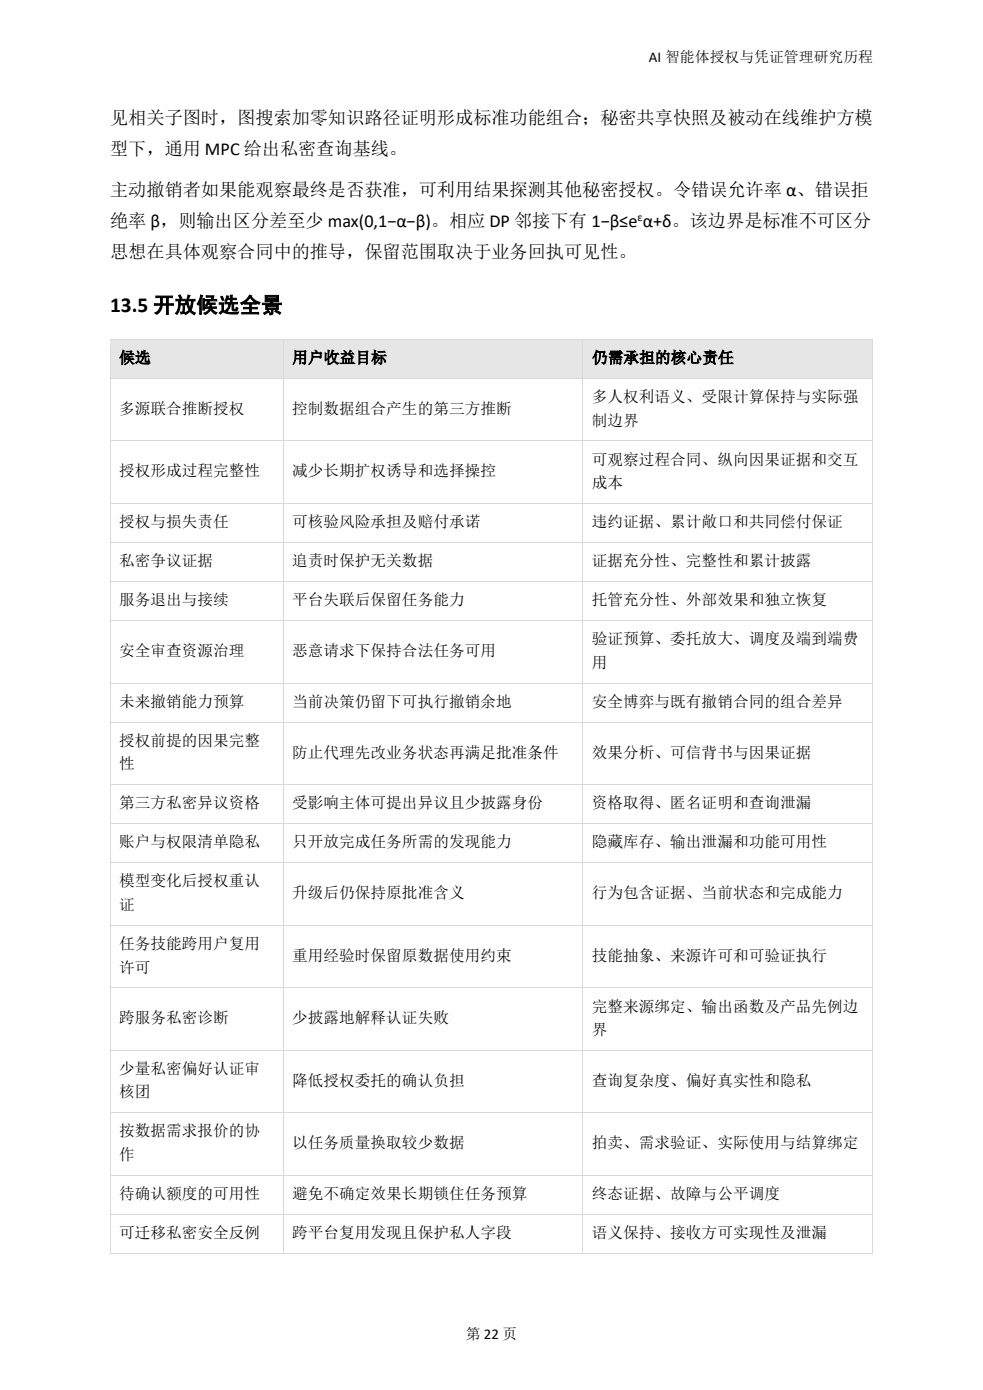 AI 智能体授权与凭证管理研究历程
见相关子图时，图搜索加零知识路径证明形成标准功能组合；秘密共享快照及被动在线维护方模
型下，通用 MPC 给出私密查询基线。
主动撤销者如果能观察最终是否获准，可利用结果探测其他秘密授权。令错误允许率 α、错误拒
绝率 β，则输出区分差至少 max(0,1−α−β)。相应 DP 邻接下有 1−β≤eᵋα+δ。该边界是标准不可区分
思想在具体观察合同中的推导，保留范围取决于业务回执可见性。
13.5 开放候选全景
候选 用户收益目标 仍需承担的核心责任
多源联合推断授权 控制数据组合产生的第三方推断 多人权利语义、受限计算保持与实际强
制边界
授权形成过程完整性 减少长期扩权诱导和选择操控 可观察过程合同、纵向因果证据和交互
成本
授权与损失责任 可核验风险承担及赔付承诺 违约证据、累计敞口和共同偿付保证
私密争议证据 追责时保护无关数据 证据充分性、完整性和累计披露
服务退出与接续 平台失联后保留任务能力 托管充分性、外部效果和独立恢复
安全审查资源治理 恶意请求下保持合法任务可用 验证预算、委托放大、调度及端到端费
用
未来撤销能力预算 当前决策仍留下可执行撤销余地 安全博弈与既有撤销合同的组合差异
授权前提的因果完整
性 防止代理先改业务状态再满足批准条件 效果分析、可信背书与因果证据
第三方私密异议资格 受影响主体可提出异议且少披露身份 资格取得、匿名证明和查询泄漏
账户与权限清单隐私 只开放完成任务所需的发现能力 隐藏库存、输出泄漏和功能可用性
模型变化后授权重认
证 升级后仍保持原批准含义 行为包含证据、当前状态和完成能力
任务技能跨用户复用
许可 重用经验时保留原数据使用约束 技能抽象、来源许可和可验证执行
跨服务私密诊断 少披露地解释认证失败 完整来源绑定、输出函数及产品先例边
界
少量私密偏好认证审
核团 降低授权委托的确认负担 查询复杂度、偏好真实性和隐私
按数据需求报价的协
作 以任务质量换取较少数据 拍卖、需求验证、实际使用与结算绑定
待确认额度的可用性 避免不确定效果长期锁住任务预算 终态证据、故障与公平调度
可迁移私密安全反例 跨平台复用发现且保护私人字段 语义保持、接收方可实现性及泄漏
第 22 页